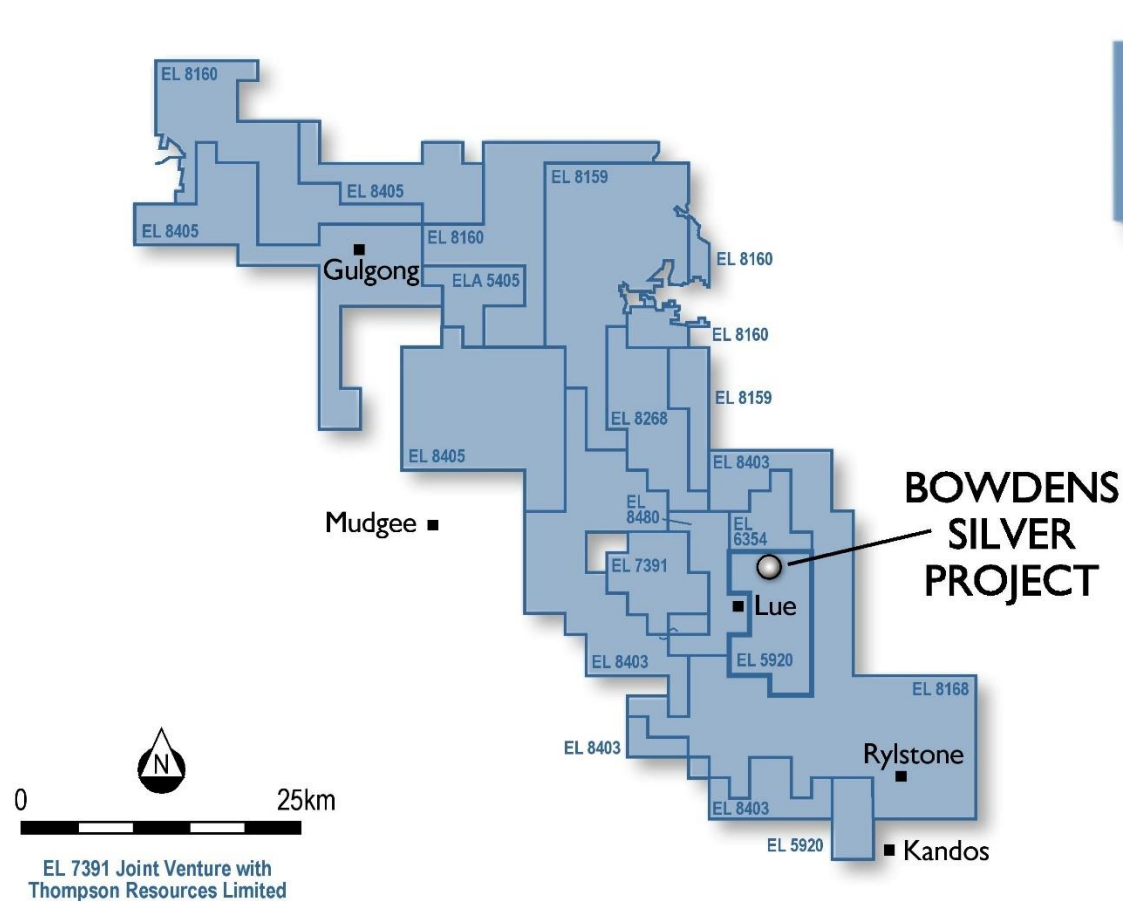 EL 8160
EL 8405
EL 8159
EL 8405
EL 8160
EL 8160
Gulgong
ELA 5405
EL 8160
EL 8159
EL 8268
EL 8405
EL 8403
BOWDENS
SILVER
PROJECT
EL
8480
EL
6354
Mudgee
EL 7391
Lue
EL 8403
EL 5920
EL 8168
EL 8403
Rylstone
N
0 25km
EL 8403
EL 5920
Kandos
EL 7391 Joint Venture with
Thompson Resources Limited